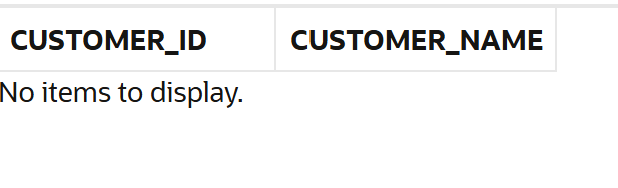 CUSTOMER_ID CUSTOMER_NAME
No items to display.